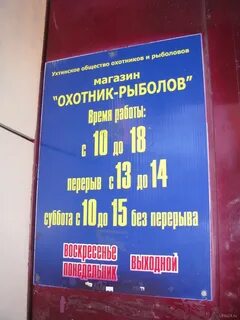 Ухтинское общество охотников и рыболовов
магазин
"ОХОТНИК-РЫБОЛОВ"
Время работы:
с 10 до 18
перерыв с 13 до 14
суббота с 10 до 15 без перерыва
воскресенье
понедельник
выходной